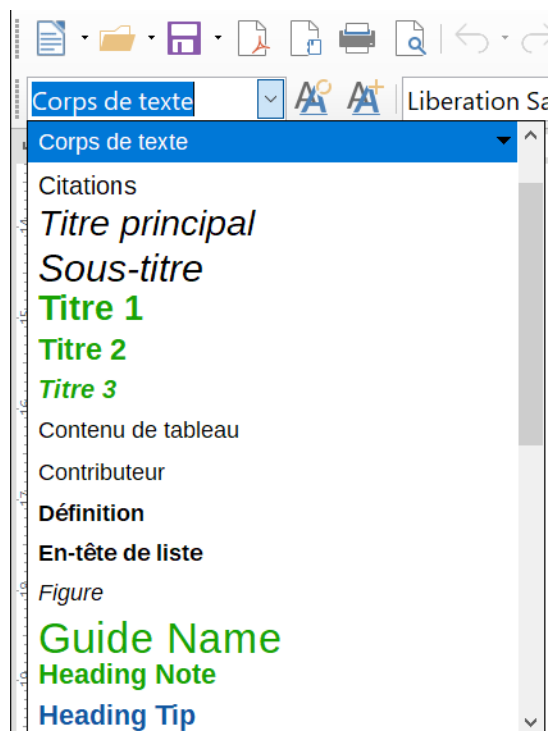 Corps de texte
Liberation Sa
Corps de texte
Citations
Titre principal
Sous-titre
Titre 1
Titre 2
Titre 3
Contenu de tableau
Contributeur
Définition
En-tête de liste
Figure
Guide Name
Heading Note
Heading Tip